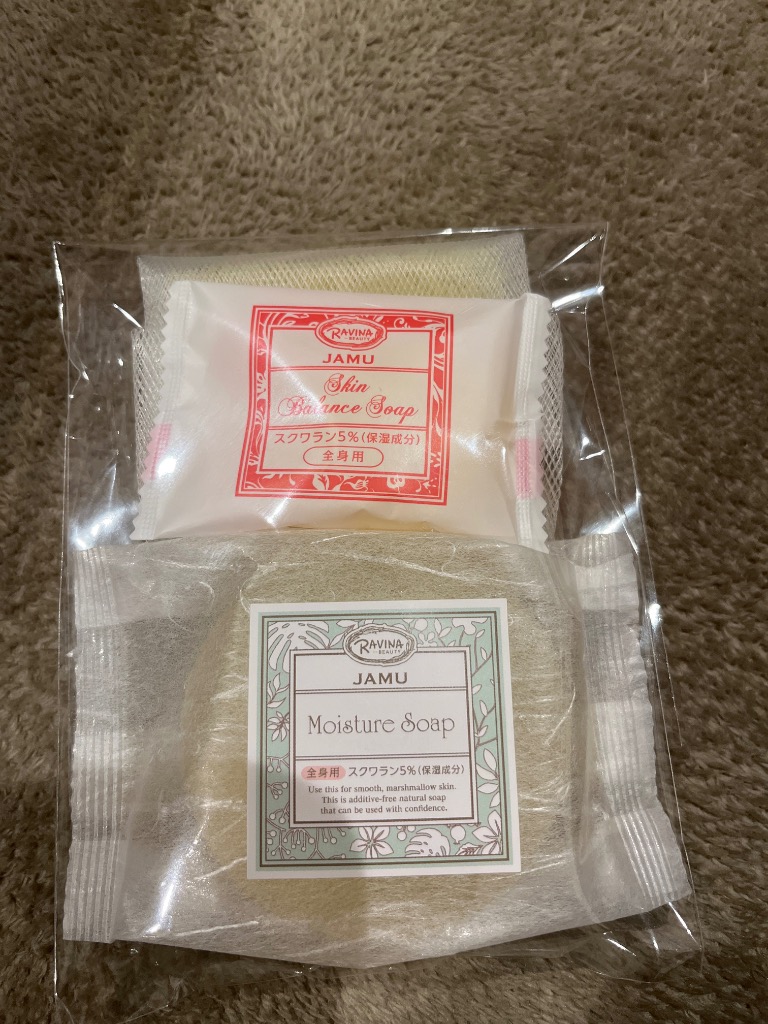 RAVINA
BEAUTY
JAMU
Skin
Balance Soap
スクワラン5%(保湿成分)
全身用
RAVINA
BEAUTY
JAMU
Moisture Soap
全身用 スクワラン5%(保湿成分)
Use this for smooth, marshmallow skin.
This is additive-free natural soap
that can be used with confidence.